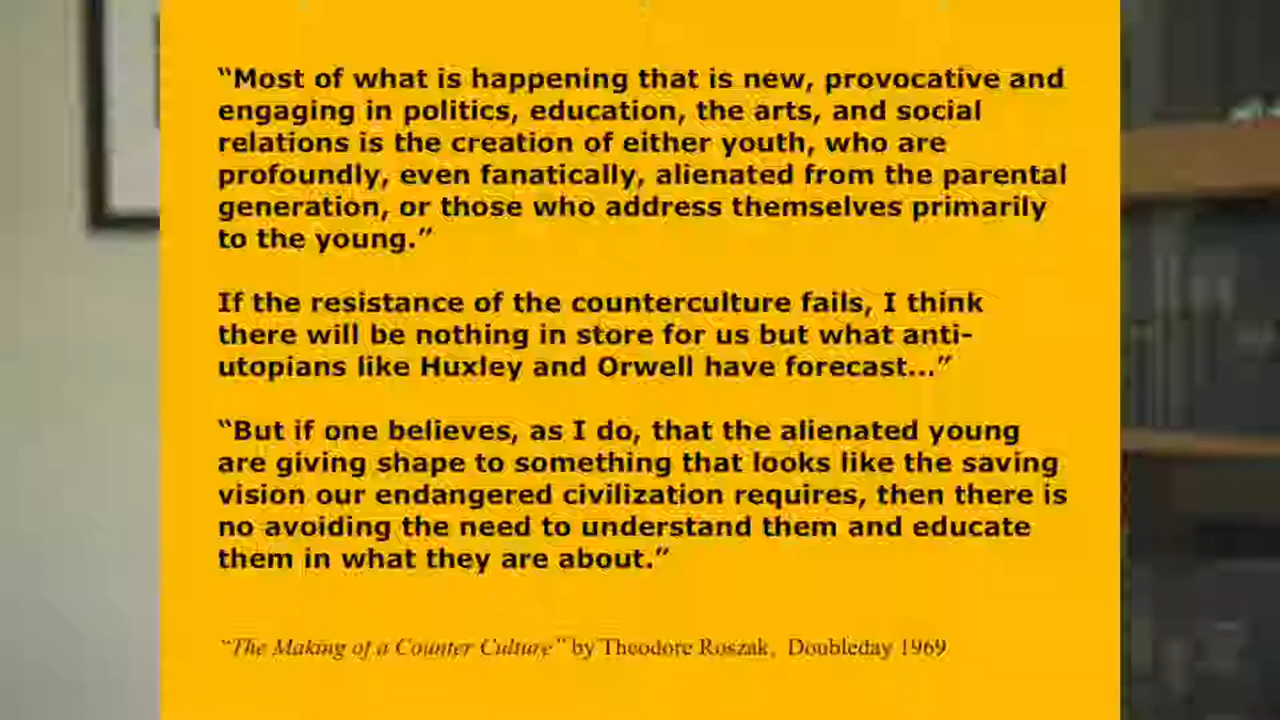 “Most of what is happening that is new, provocative and
engaging in politics, education, the arts, and social
relations is the creation of either youth, who are
profoundly, even fanatically, alienated from the parental
generation, or those who address themselves primarily
to the young.”
If the resistance of the counterculture fails, I think
there will be nothing in store for us but what anti-
utopians like Huxley and Orwell have forecast...”
“But if one believes, as I do, that the alienated young
are giving shape to something that looks like the saving
vision our endangered civilization requires, then there is
no avoiding the need to understand them and educate
them in what they are about.”
“The Making of a Counter Culture” by Theodore Roszak, Doubleday 1969